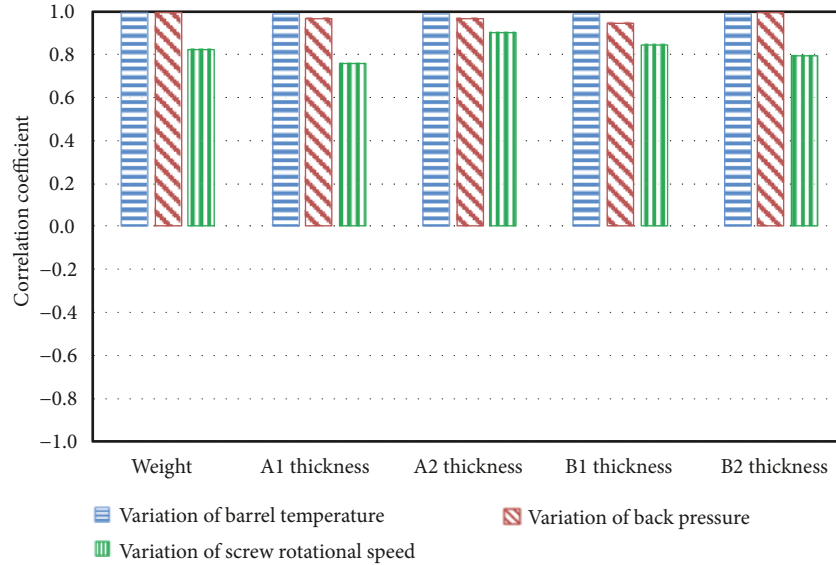 Correlation coefficient
1.0
0.8
0.6
0.4
0.2
0.0
−0.2
−0.4
−0.6
−0.8
−1.0
Weight A1 thickness A2 thickness B1 thickness B2 thickness
Variation of barrel temperature Variation of back pressure
Variation of screw rotational speed